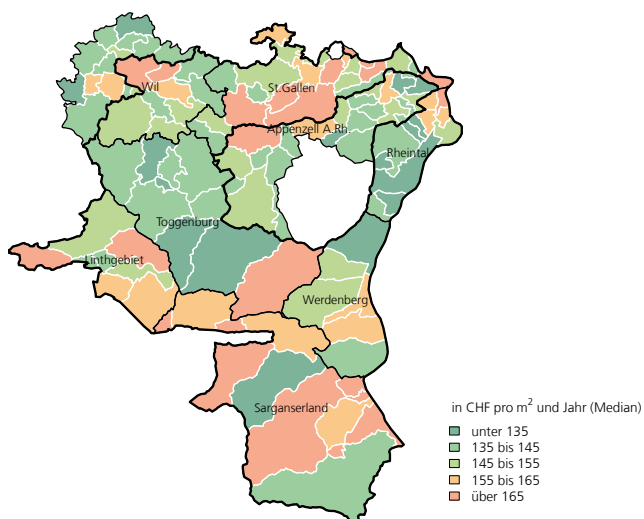 Wil
St.Gallen
Appenzell A.Rh.
Rheintal
Toggenburg
Linthgebiet
Werdenberg
Sarganserland
in CHF pro m² und Jahr (Median)
unter 135
135 bis 145
145 bis 155
155 bis 165
über 165